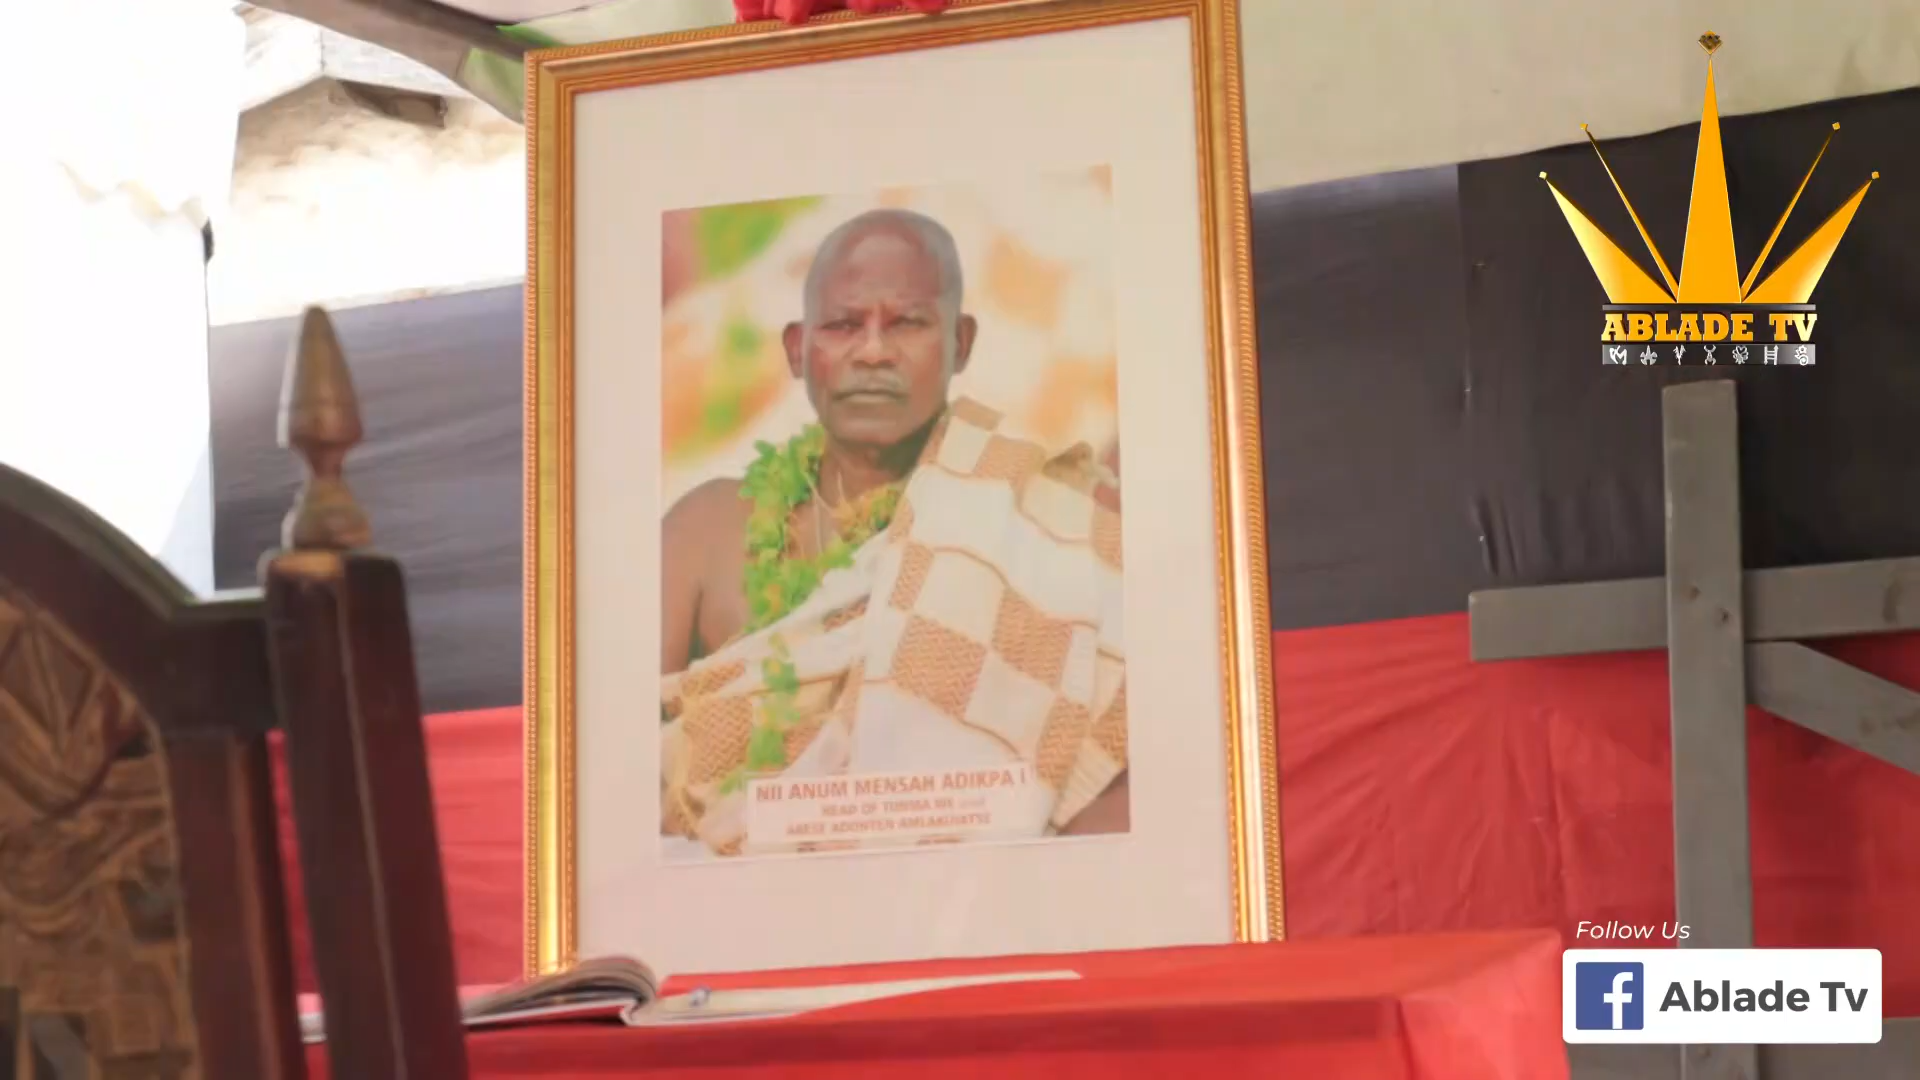 ABLADE TV
NII ANUM MENSAH ADIKPA I
HEAD OF
Follow Us
Ablade Tv